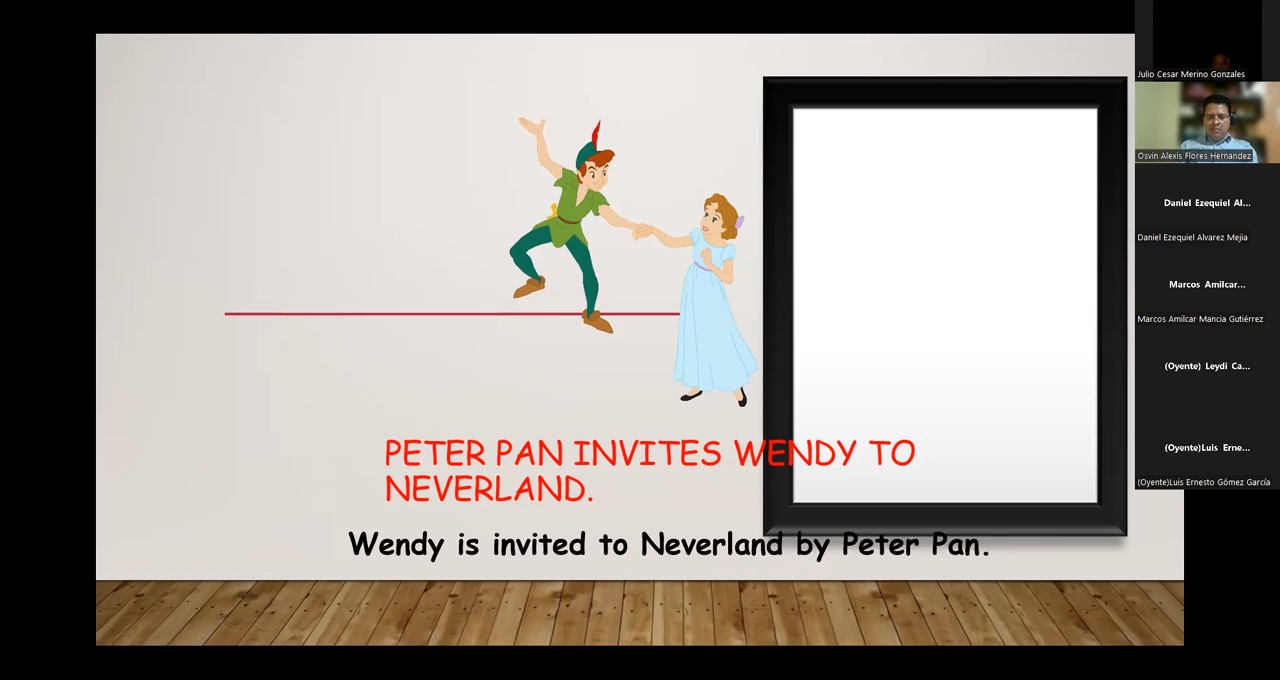 PETER PAN INVITES WENDY TO
NEVERLAND.
Wendy is invited to Neverland by Peter Pan.
Julio Cesar Merino Gonzales
Osvin Alexis Flores Hernandez
Daniel Ezequiel Al...
Daniel Ezequiel Alvarez Mejia
Marcos Amilcar...
Marcos Amilcar Mancia Gutiérrez
(Oyente) Leydi Ca...
(Oyente)Luis Erne...
(Oyente)Luis Ernesto Gómez García